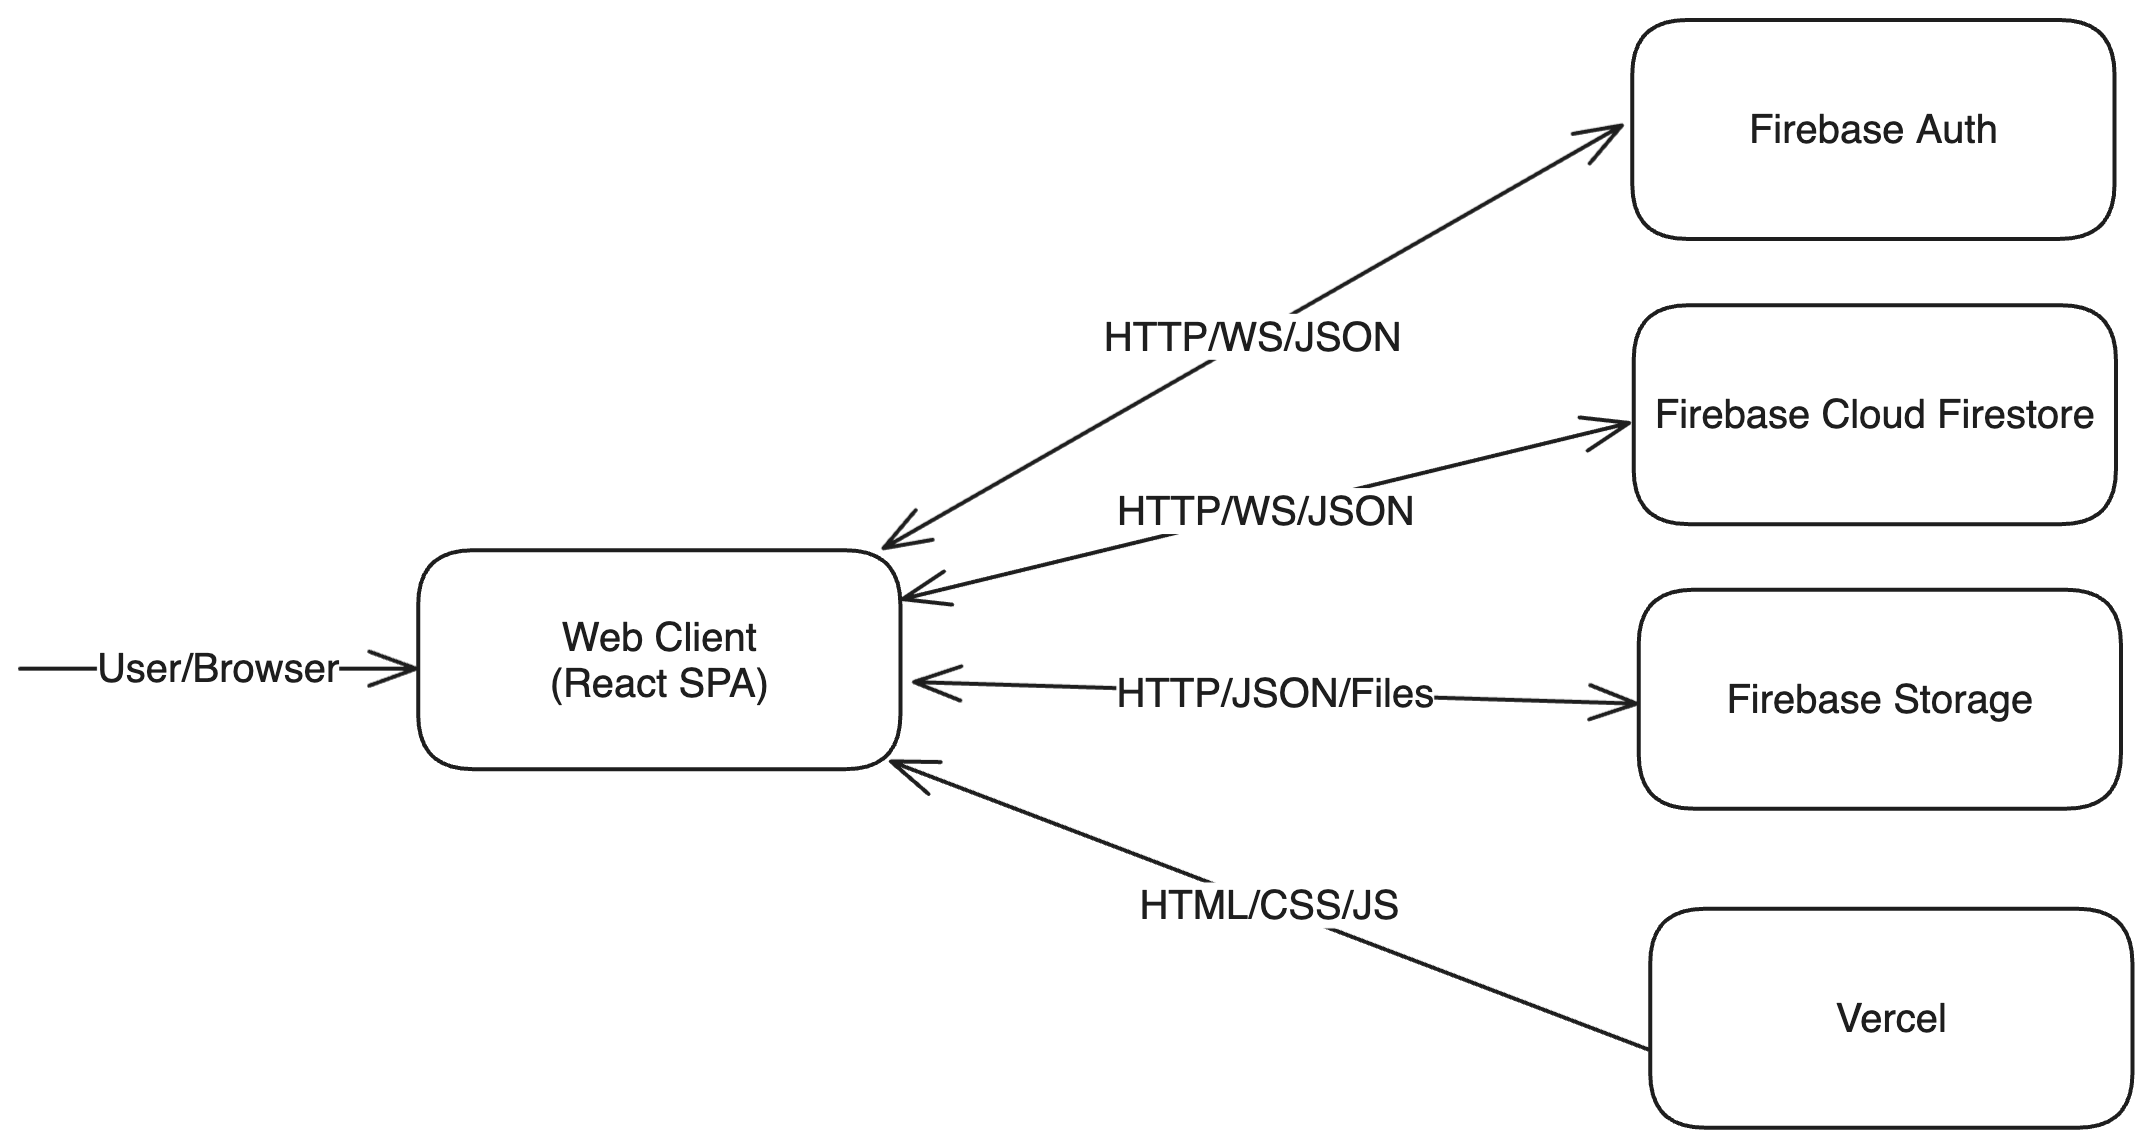 Firebase Auth
HTTP/WS/JSON
Firebase Cloud Firestore
HTTP/WS/JSON
User/Browser
Web Client
(React SPA)
HTTP/JSON/Files
Firebase Storage
HTML/CSS/JS
Vercel